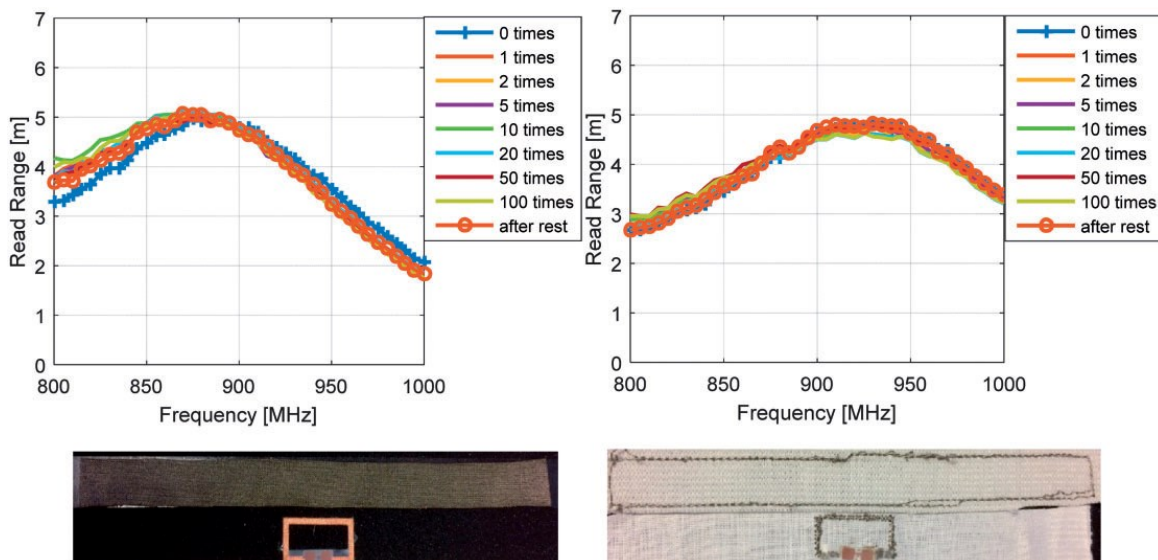 7
6
5
4
3
2
1
0
Read Range [m]
800
850
900
950
1000
Frequency [MHz]
0 times
1 times
2 times
5 times
10 times
20 times
50 times
100 times
after rest
7
6
5
4
3
2
1
0
Read Range [m]
800
850
900
950
1000
Frequency [MHz]
0 times
1 times
2 times
5 times
10 times
20 times
50 times
100 times
after rest